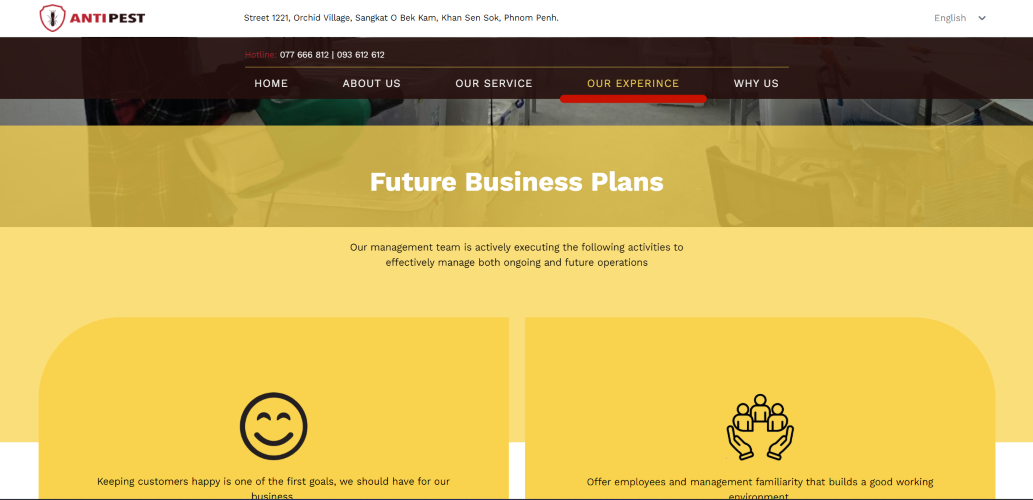 ANTIPEST
Street 1221, Orchid Village, Sangkat O Bek Kam, Khan Sen Sok, Phnom Penh.
English
Hotline: 077 666 812 | 093 612 612
HOME ABOUT US OUR SERVICE OUR EXPERINCE WHY US
Future Business Plans
Our management team is actively executing the following activities to
effectively manage both ongoing and future operations
Keeping customers happy is one of the first goals, we should have for our
business
Offer employees and management familiarity that builds a good working
environment